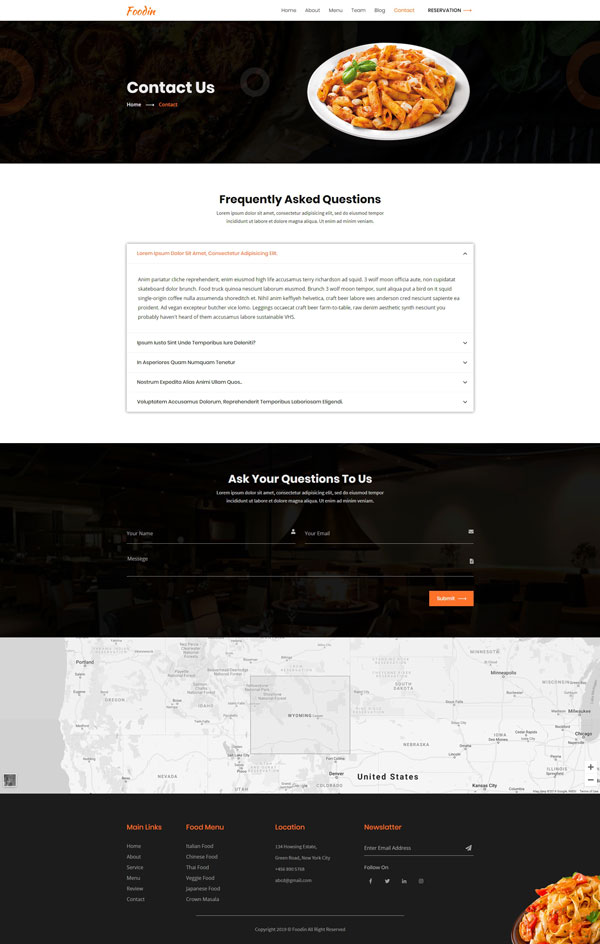 Foodin
Home About Menu Team Blog Contact RESERVATION
Contact Us
Home Contact
Frequently Asked Questions
Lorem ipsum dolor sit amet, consectetur adipisicing elit, sed do eiusmod tempor
incididunt ut labore et dolore magna aliqua. Ut enim ad minim veniam.
Lorem Ipsum Dolor Sit Amet, Consectetur Adipisicing Elit.
Anim pariatur cliche reprehenderit, enim eiusmod high life accusamus terry richardson ad squid. 3 wolf moon officia aute, non cupidatat
skateboard dolor brunch. Food truck quinoa nesciunt laborum eiusmod. Brunch 3 wolf moon tempor, sunt aliqua put a bird on it squid
single-origin coffee nulla assumenda shoreditch et. Nihil anim keffiyeh helvetica, craft beer labore wes anderson cred nesciunt sapiente ea
proident. Ad vegan excepteur butcher vice lomo. Leggings occaecat craft beer farm-to-table, raw denim aesthetic synth nesciunt you
probably haven't heard of them accusamus labore sustainable VHS.
Ipsum Iusta Sint Unde Temporibus Iure Deleniti?
In Asperiores Quam Numquam Tenetur
Nostrum Expedita Alias Animi Ullam Quos..
Voluptatem Accusamus Dolorum, Reprehenderit Temporibus Laboriosam Eligendi.
Ask Your Questions To Us
Lorem ipsum dolor sit amet, consectetur adipisicing elit, sed do eiusmod tempor
incididunt ut labore et dolore magna aliqua. Ut enim ad minim veniam.
Your Name Your Email
Message
Submit
MINNESOTA
Portland
Minneapolis
OREGON
IDAHO
SOUTH
DAKOTA
WISCONSIN
WYOMING
Milwaukee
IOWA
Chicago
NEBRASKA
Omaha
Salt Lake City
NEVADA
UTAH
Denver
COLORADO
United States
Kansas City
ILLINOIS
Main Links Food Menu Location Newslatter
Home Italian Food 134 Housing Estate, Enter Email Address
About Chinese Food Green Road, New York City
Service Thai Food +456 890 5768 Follow On
Menu Veggie Food abcd@gmail.com
Review Japanese Food
Contact Crown Masala
Copyright 2019 © Foodin All Right Reserved